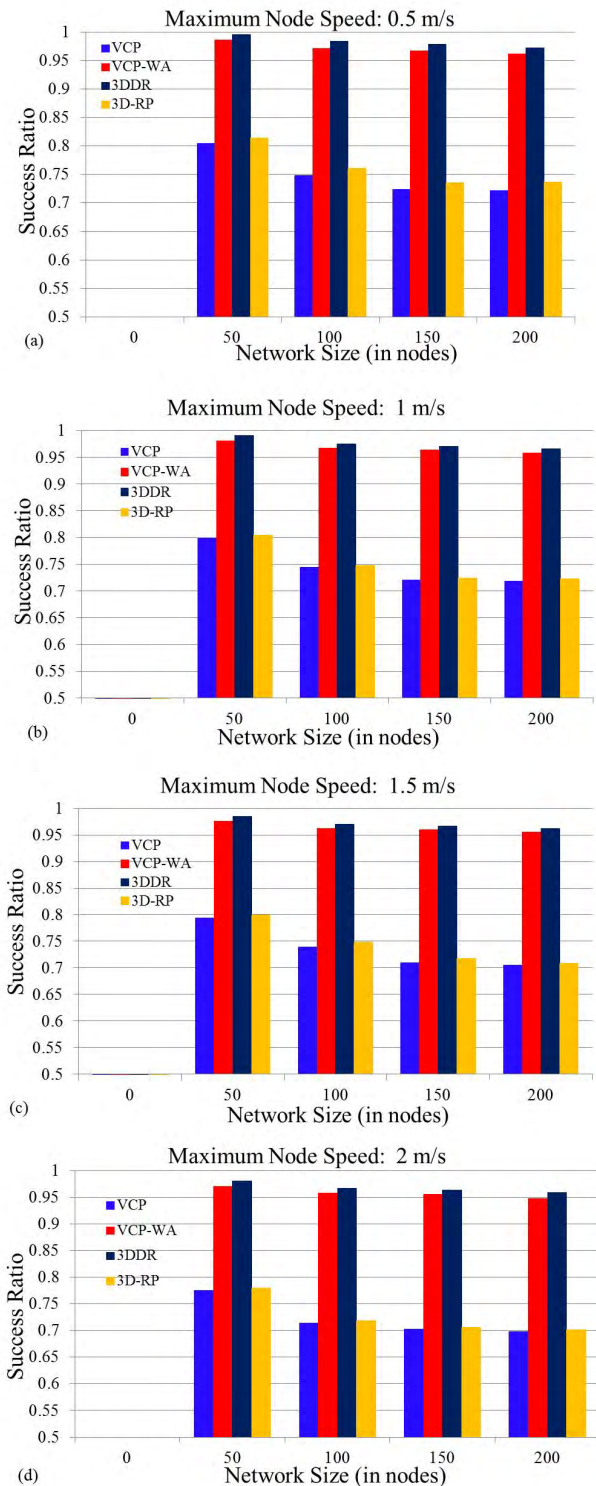 Maximum Node Speed: 0.5 m/s
1
0.95
0.9
0.85
0.8
0.75
0.7
0.65
0.6
0.55
0.5
Success Ratio
VCP
VCP-WA
3DDR
3D-RP
0 50 100 150 200
Network Size (in nodes)
(a)
Maximum Node Speed: 1 m/s
1
0.95
0.9
0.85
0.8
0.75
0.7
0.65
0.6
0.55
0.5
Success Ratio
VCP
VCP-WA
3DDR
3D-RP
0 50 100 150 200
Network Size (in nodes)
(b)
Maximum Node Speed: 1.5 m/s
1
0.95
0.9
0.85
0.8
0.75
0.7
0.65
0.6
0.55
0.5
Success Ratio
VCP
VCP-WA
3DDR
3D-RP
0 50 100 150 200
Network Size (in nodes)
(c)
Maximum Node Speed: 2 m/s
1
0.95
0.9
0.85
0.8
0.75
0.7
0.65
0.6
0.55
0.5
Success Ratio
VCP
VCP-WA
3DDR
3D-RP
0 50 100 150 200
Network Size (in nodes)
(d)